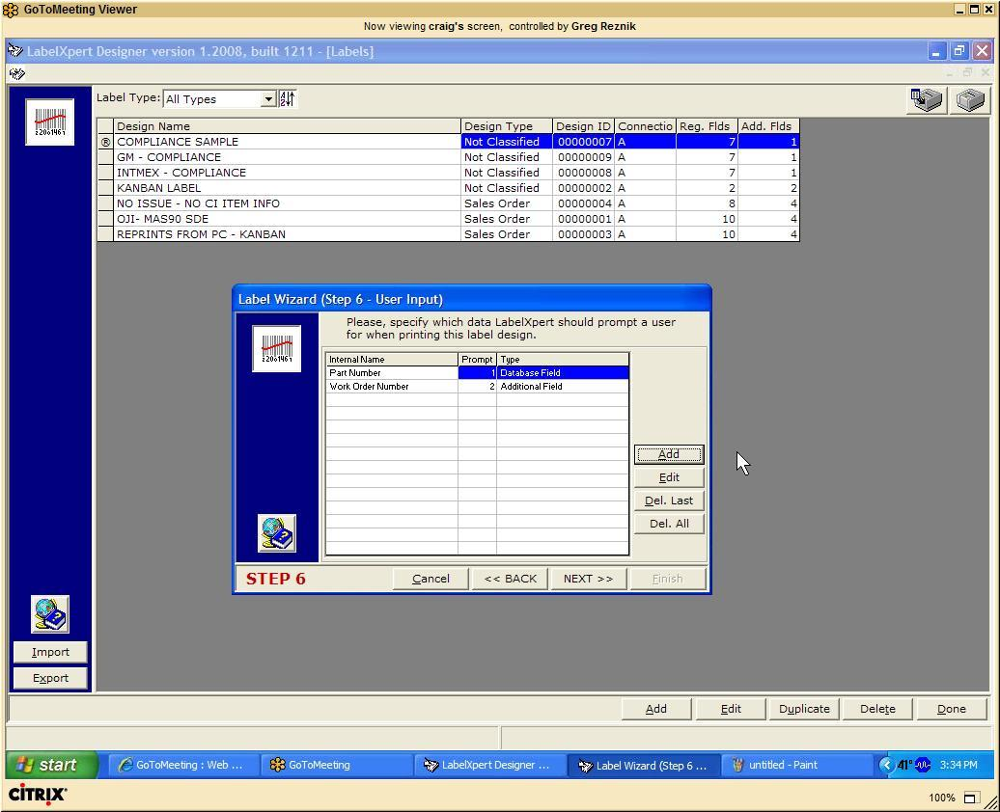 GoToMeeting Viewer
Now viewing craig's screen, controlled by Greg Reznik
LabelXpert Designer version 1.2008, built 1211 - [Labels]
Label Type: All Types
Design Name Design Type Design ID Connectio Reg. Flds Add. Flds
® COMPLIANCE SAMPLE Not Classified 00000007 A 7 1
GM - COMPLIANCE Not Classified 00000009 A 7 1
INTMEX - COMPLIANCE Not Classified 00000008 A 7 1
KANBAN LABEL Not Classified 00000002 A 2 2
NO ISSUE - NO CI ITEM INFO Sales Order 00000004 A 8 4
OJI- MAS90 SDE Sales Order 00000001 A 10 4
REPRINTS FROM PC - KANBAN Sales Order 00000003 A 10 4
Label Wizard (Step 6 - User Input)
Please, specify which data LabelXpert should prompt a user
for when printing this label design.
Internal Name Prompt Type
Part Number 1 Database Field
Work Order Number 2 Additional Field
Add
Edit
Del. Last
Del. All
STEP 6 Cancel << BACK NEXT >> Finish
Import
Export
Add Edit Duplicate Delete Done
start GoToMeeting : Web ... GoToMeeting LabelXpert Designer ... Label Wizard (Step 6 ... untitled - Paint 41° 3:34 PM
CITRIX 100%